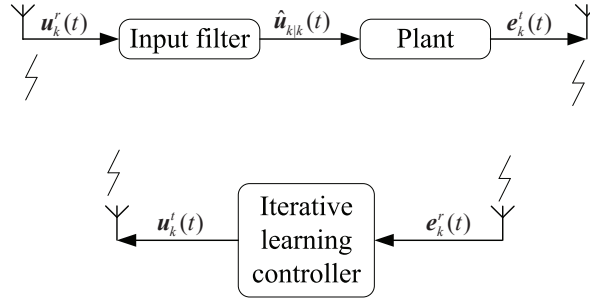 u_k^r(t)
Input filter
û_{k|k}(t)
Plant
e_k^t(t)
u_k^t(t)
Iterative
learning
controller
e_k^r(t)